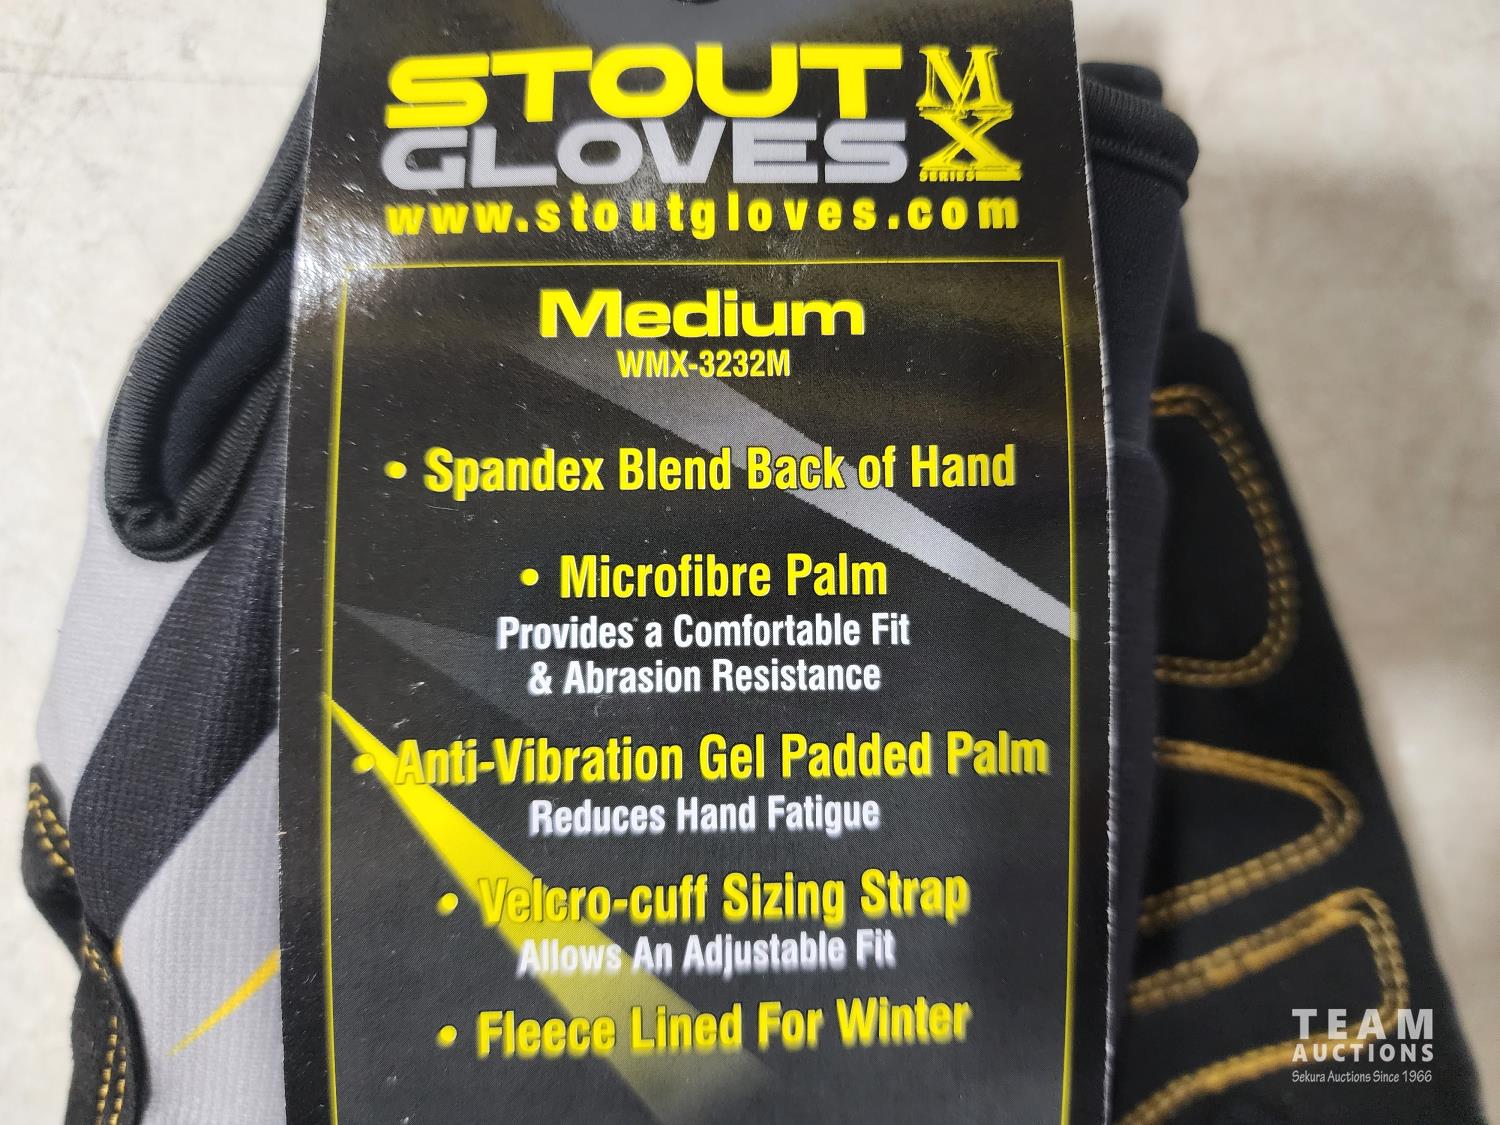 STOUT MX
GLOVES SERIES
www.stoutgloves.com
Medium
WMX-3232M
• Spandex Blend Back of Hand
• Microfibre Palm
Provides a Comfortable Fit
& Abrasion Resistance
• Anti-Vibration Gel Padded Palm
Reduces Hand Fatigue
• Velcro-cuff Sizing Strap
Allows An Adjustable Fit
• Fleece Lined For Winter
TEAM
AUCTIONS
Sekura Auctions Since 1966